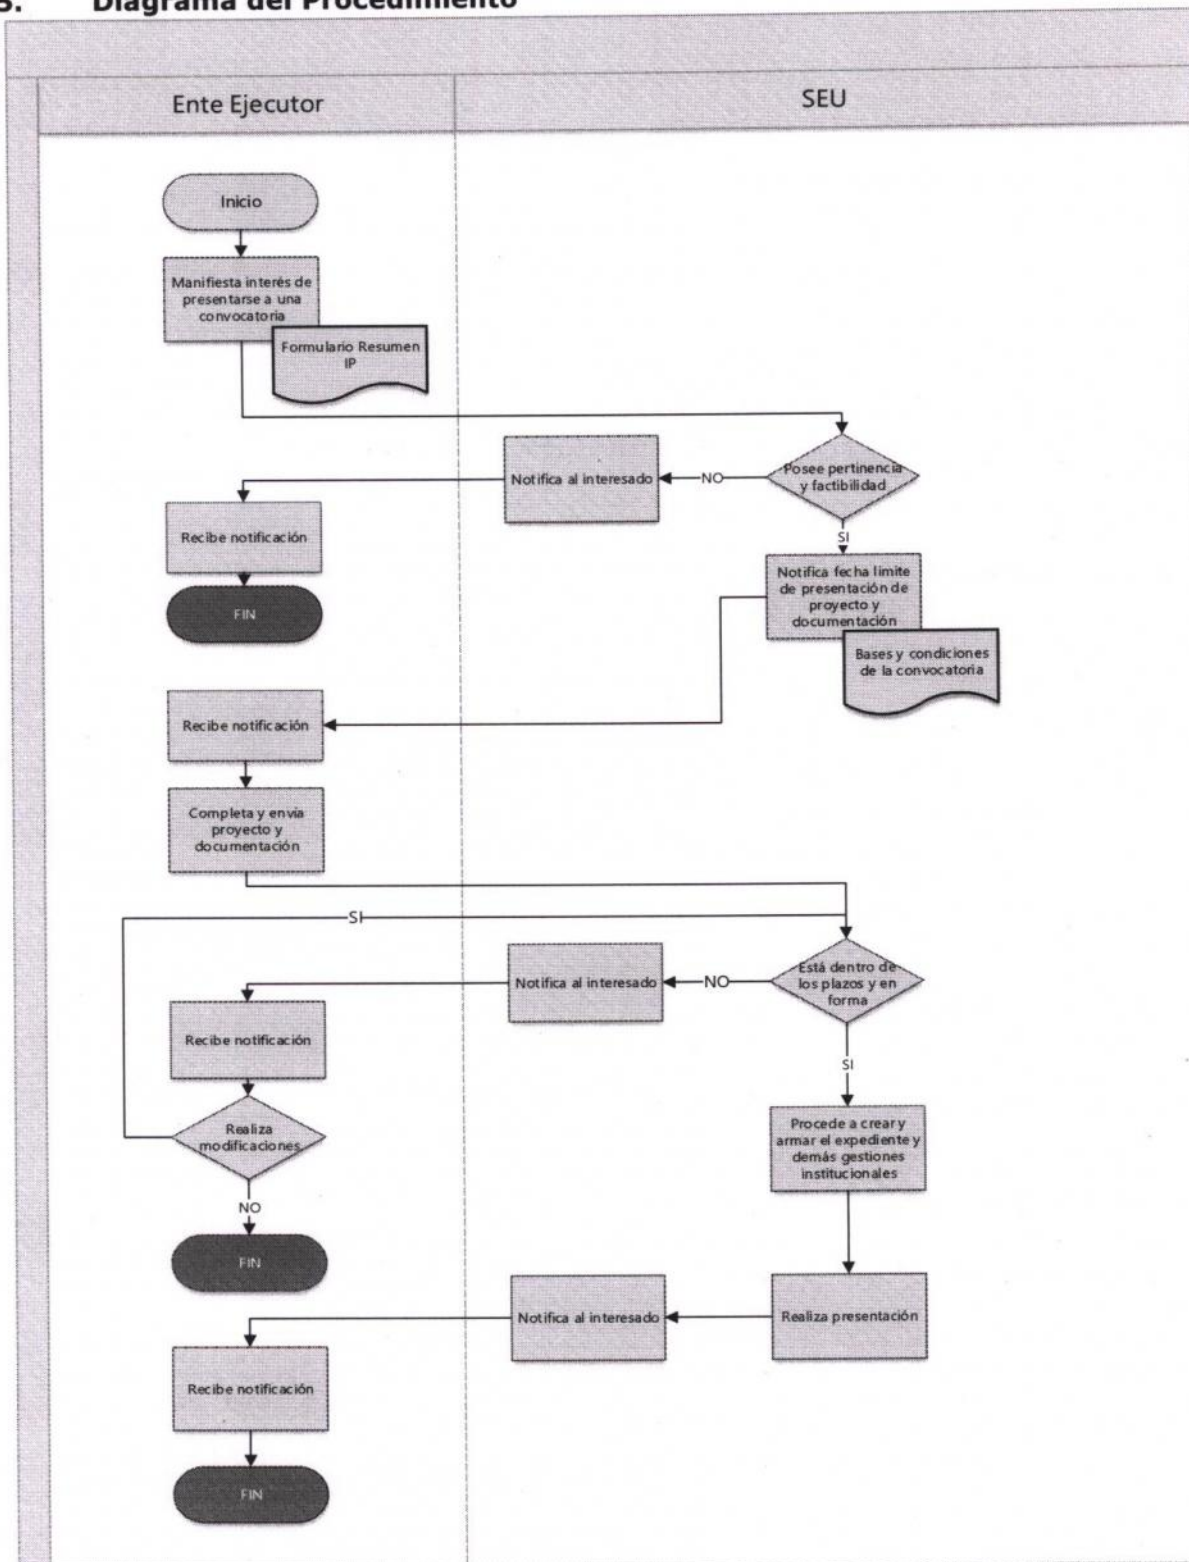 Diagrama del Procedimiento
Ente Ejecutor
SEU
Inicio
Manifiesta interés de
presentarse a una
convocatoria
Formulario Resumen
IP
Posee pertinencia
y factibilidad
NO
Notifica al interesado
Recibe notificación
FIN
SI
Notifica fecha limite
de presentación de
proyecto y
documentación
Bases y condiciones
de la convocatoria
Recibe notificación
Completa y envía
proyecto y
documentación
SI
Está dentro de
los plazos y en
forma
NO
Notifica al interesado
Recibe notificación
Realiza
modificaciones
NO
FIN
SI
Procede a crear y
armar el expediente y
demás gestiones
institucionales
Realiza presentación
Notifica al interesado
Recibe notificación
FIN